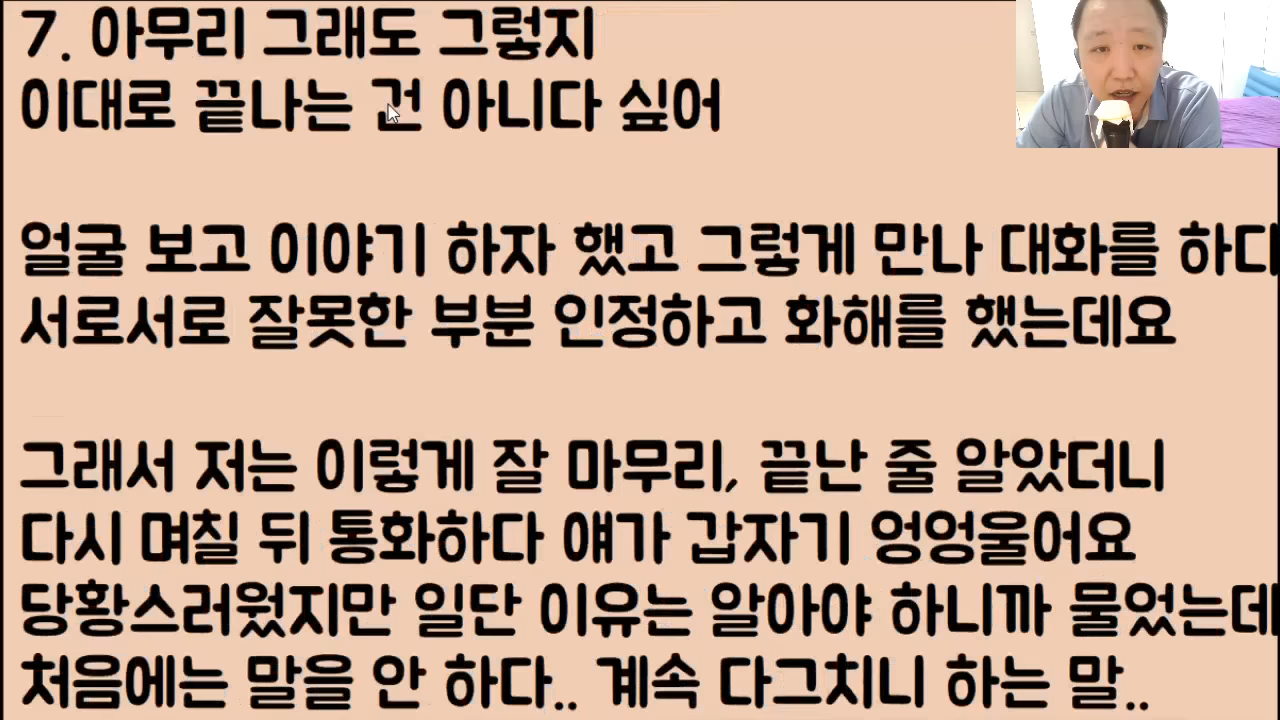 7. 아무리 그래도 그렇지
이대로 끝나는 건 아니다 싶어
얼굴 보고 이야기 하자 했고 그렇게 만나 대화를 하다
서로서로 잘못한 부분 인정하고 화해를 했는데요
그래서 저는 이렇게 잘 마무리, 끝난 줄 알았더니
다시 며칠 뒤 통화하다 얘가 갑자기 엉엉울어요
당황스러웠지만 일단 이유는 알아야 하니까 물었는데
처음에는 말을 안 하다.. 계속 다그치니 하는 말..